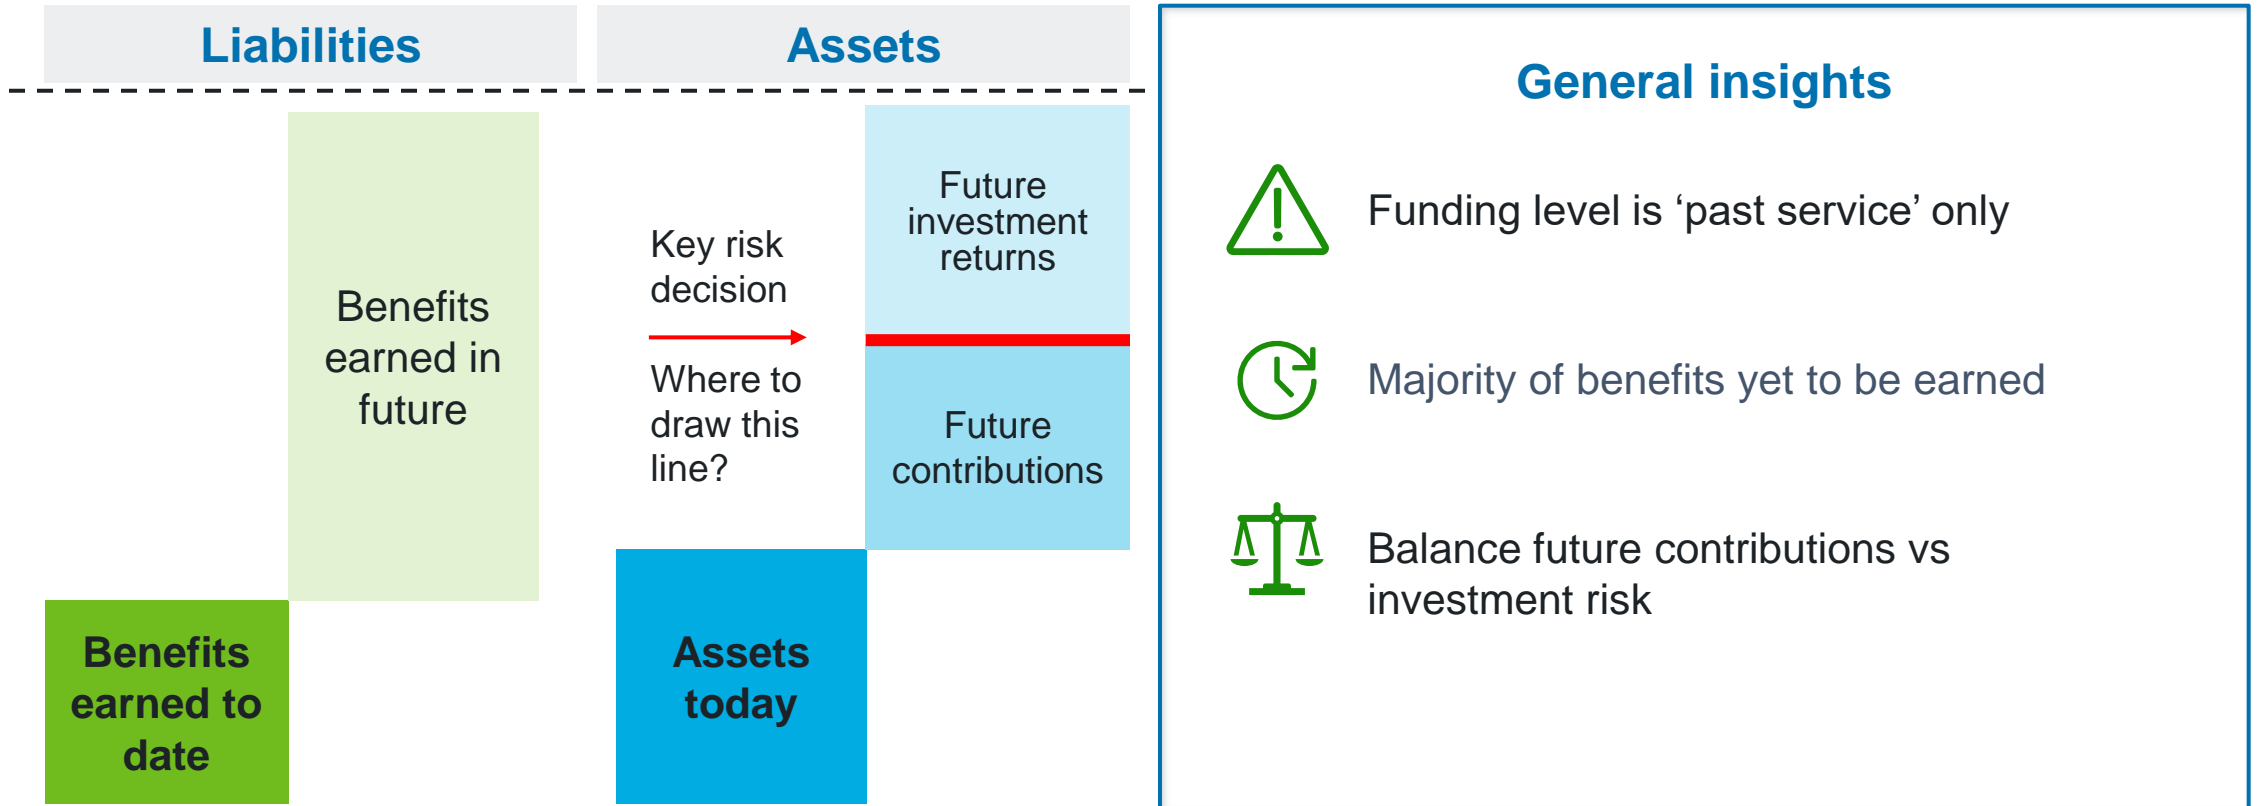 Liabilities
Assets
Benefits
earned in
future
Benefits
earned to
date
Key risk
decision
Where to
draw this
line?
Future
investment
returns
Future
contributions
Assets
today
General insights
Funding level is ‘past service’ only
Majority of benefits yet to be earned
Balance future contributions vs
investment risk